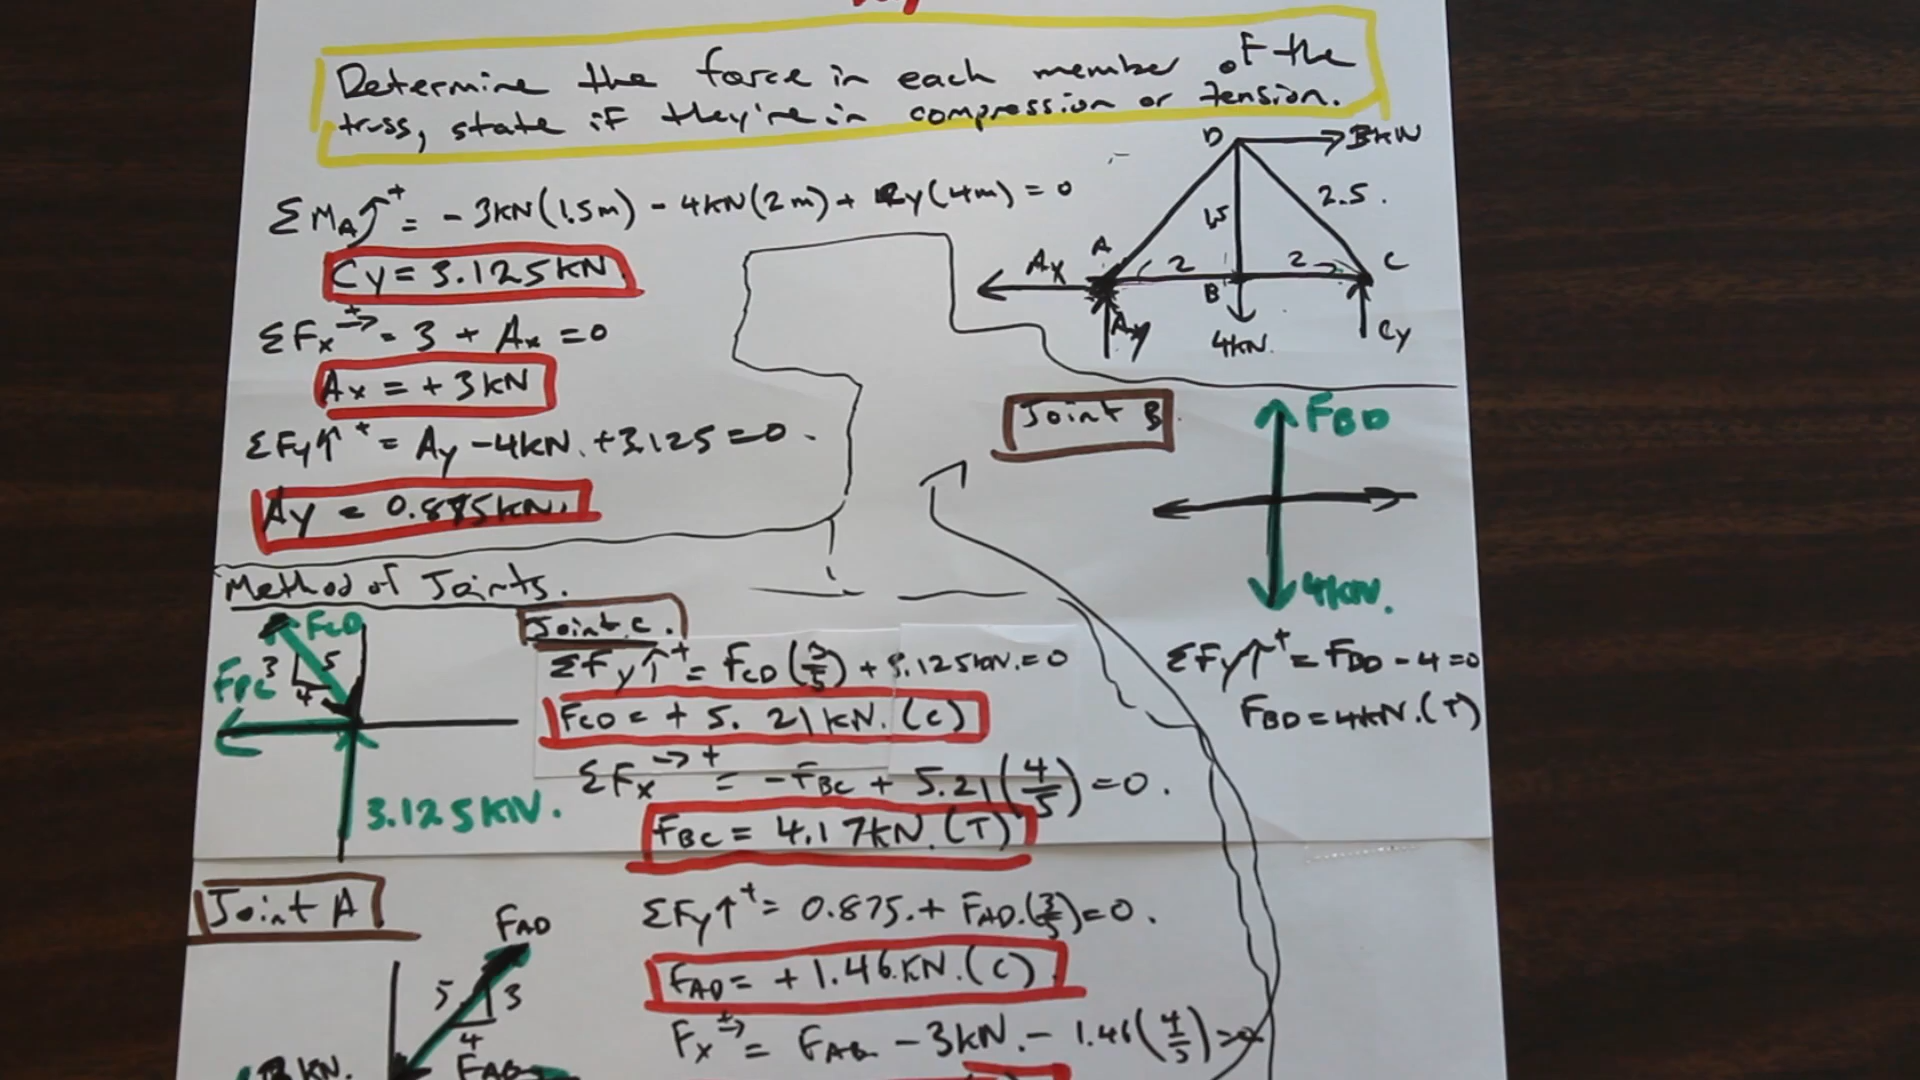 Determine the force in each member of the
truss, state if they're in compression or tension.
ΣMA + = - 3kN(1.5m) - 4kN(2m) + Cy(4m) = 0
Cy = 3.125kN.
ΣFx → + = 3 + Ax = 0
Ax = + 3kN
ΣFy↑ + = Ay - 4kN. + 3.125 = 0.
Ay = 0.875kN.
D
3kN
1.5
2.5.
Ax
A
2
2
C
B
Ay
4kN.
Cy
Method of Joints.
FCD
FBC
3
5
4
3.125KN.
Joint C.
ΣFy↑ + = FCD (3/5) + 3.125kN. = 0
FCD = + 5.21kN. (C)
ΣFx → + = - FBC + 5.21(4/5) = 0.
FBC = 4.17kN. (T)
Joint B
FBD
4kN.
ΣFy↑ + = FBD - 4 = 0
FBD = 4kN. (T)
Joint A
FAD
5
3
4
3 KN.
FAB
ΣFy↑ + = 0.875. + FAD.(3/5) = 0.
FAD = + 1.46.KN. (C)
Fx → + = FAB - 3kN. - 1.46(4/5) = 0